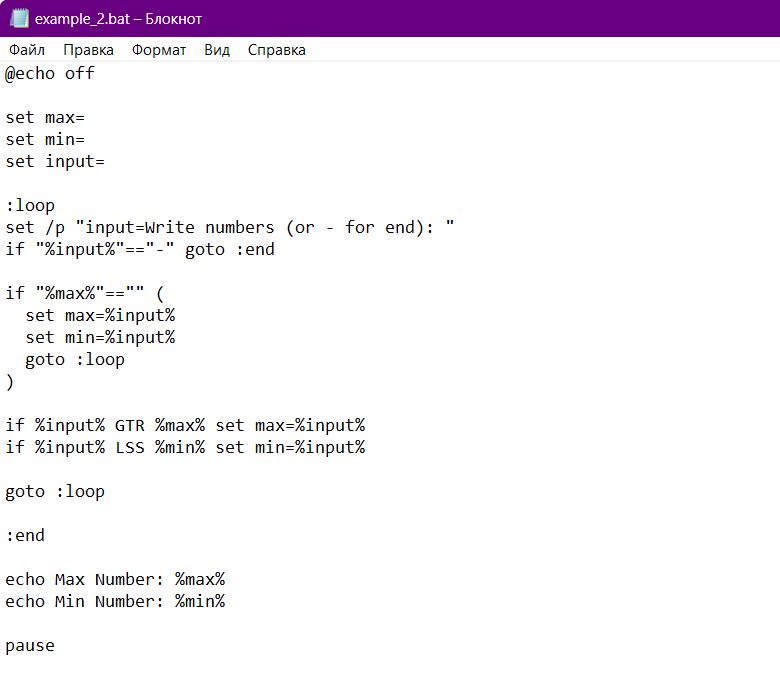 example_2.bat – Блокнот
Файл Правка Формат Вид Справка
@echo off
set max=
set min=
set input=
:loop
set /p "input=Write numbers (or - for end): "
if "%input%"=="-" goto :end
if "%max%"=="" (
set max=%input%
set min=%input%
goto :loop
)
if %input% GTR %max% set max=%input%
if %input% LSS %min% set min=%input%
goto :loop
:end
echo Max Number: %max%
echo Min Number: %min%
pause